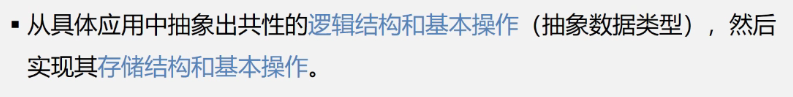 ▪ 从具体应用中抽象出共性的逻辑结构和基本操作（抽象数据类型），然后
实现其存储结构和基本操作。